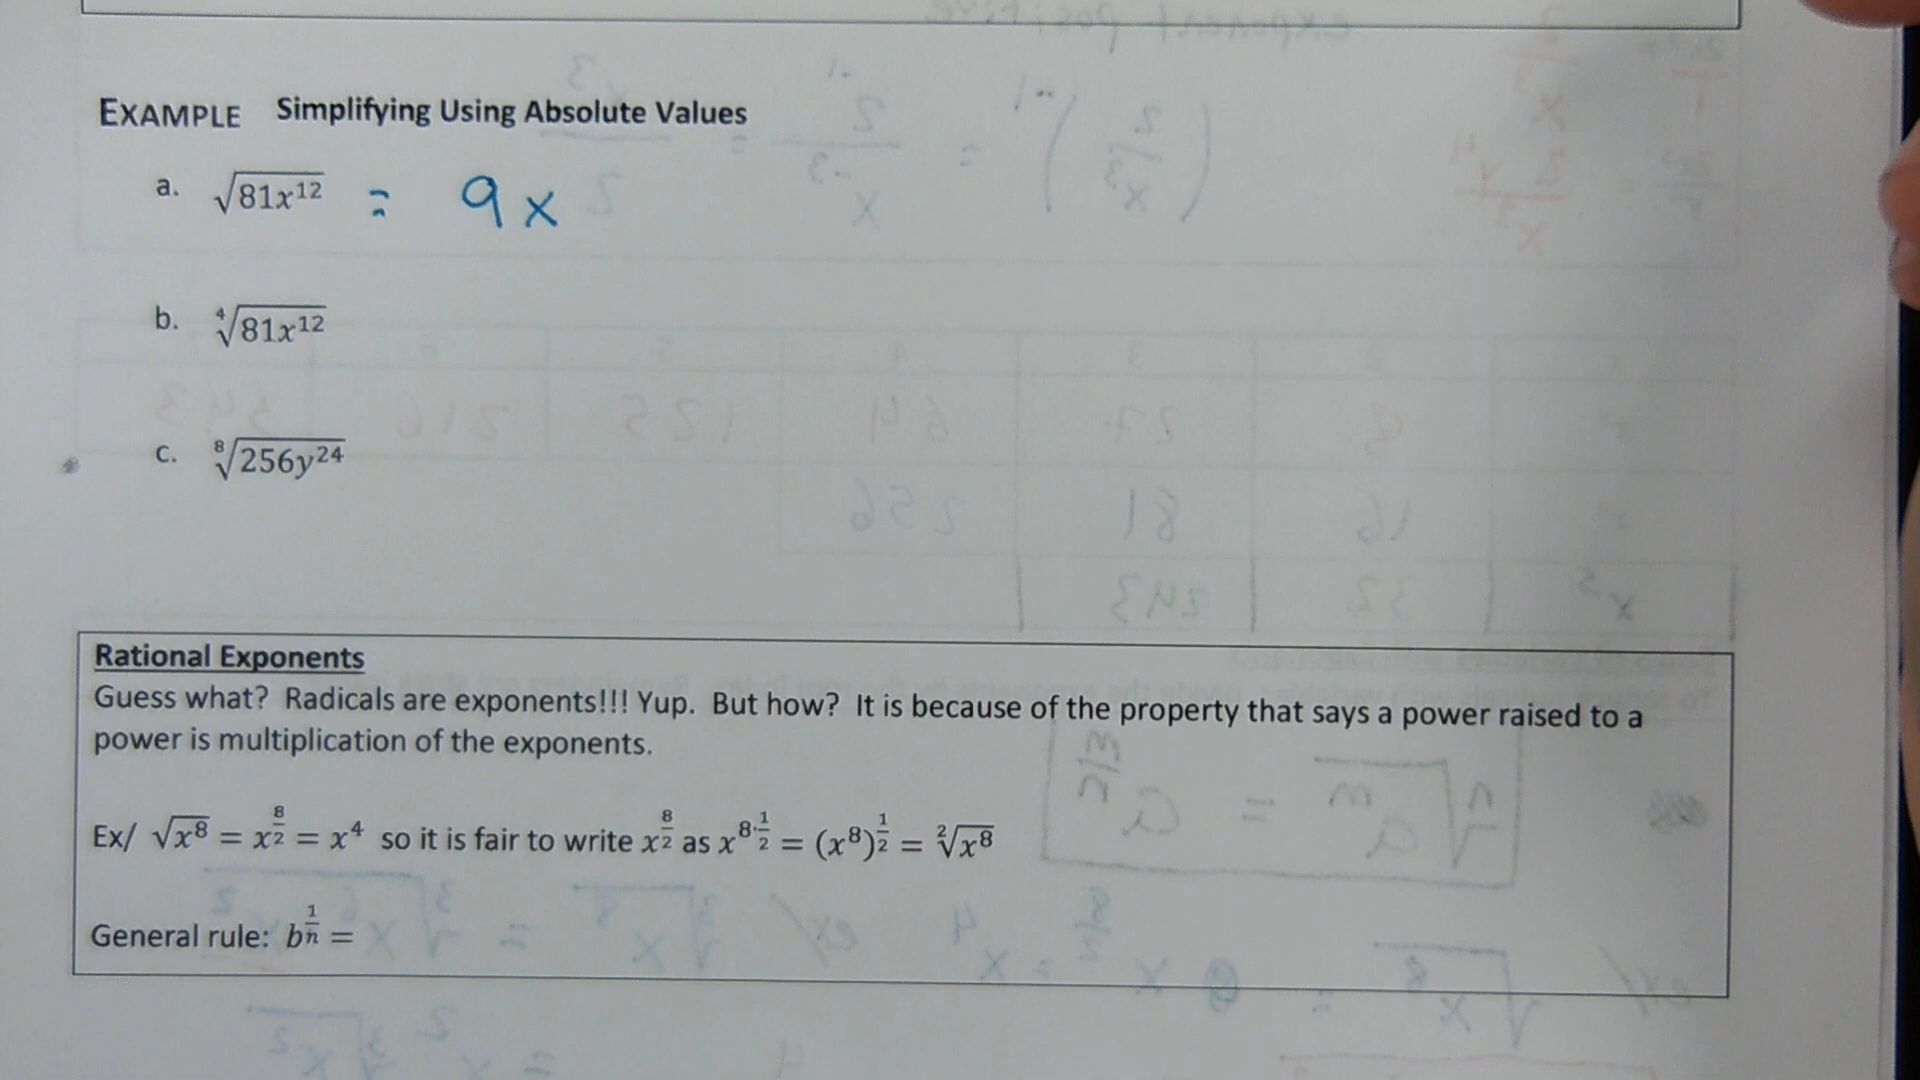 EXAMPLE Simplifying Using Absolute Values
a. √81x¹² = 9x
b. ⁴√81x¹²
c. ⁸√256y²⁴
Rational Exponents
Guess what? Radicals are exponents!!! Yup. But how? It is because of the property that says a power raised to a
power is multiplication of the exponents.
Ex/ √x⁸ = x^(8/2) = x⁴ so it is fair to write x^(8/2) as x^(8·1/2) = (x⁸)^(1/2) = ²√x⁸
General rule: b^(1/n) =